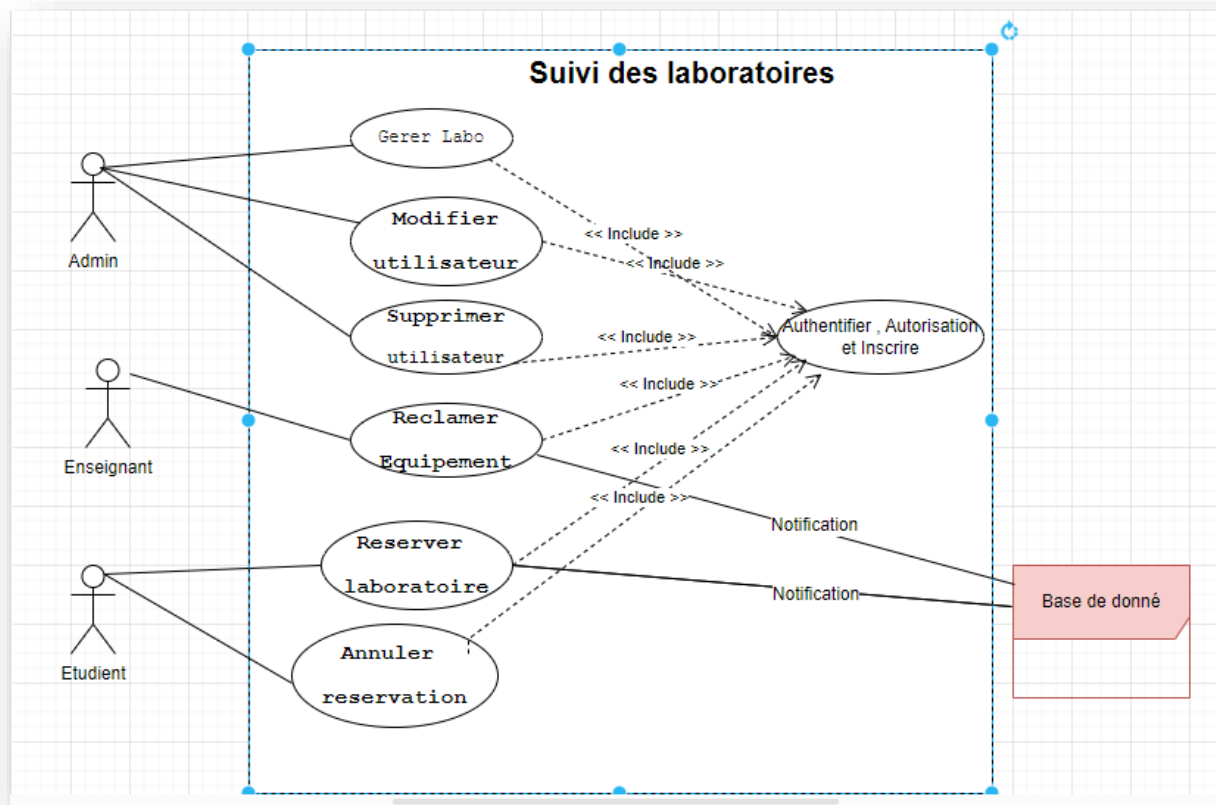 Suivi des laboratoires
Gerer Labo
Modifier
utilisateur
Supprimer
utilisateur
Reclamer
Equipement
Reserver
laboratoire
Annuler
reservation
Admin
Enseignant
Etudient
<< Include >>
<< Include >>
<< Include >>
<< Include >>
<< Include >>
<< Include >>
Authentifier , Autorisation
et Inscrire
Notification
Notification
Base de donné